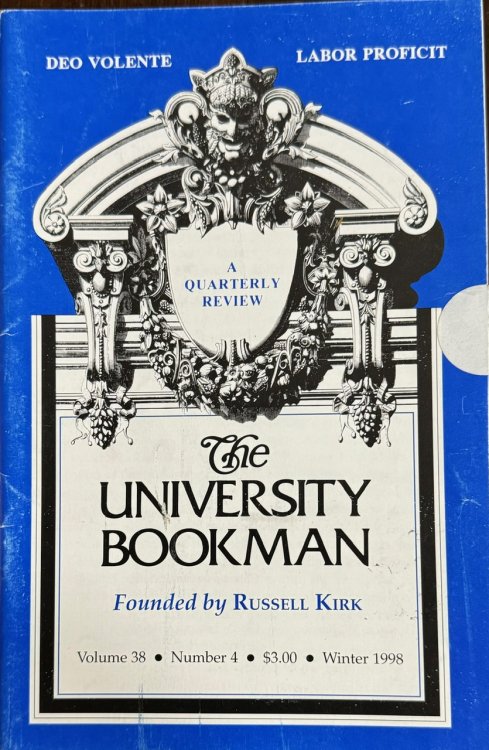 DEO VOLENTE
LABOR PROFICIT
A
QUARTERLY
REVIEW
The
UNIVERSITY
BOOKMAN
Founded by RUSSELL KIRK
Volume 38 ● Number 4 ● $3.00 ● Winter 1998